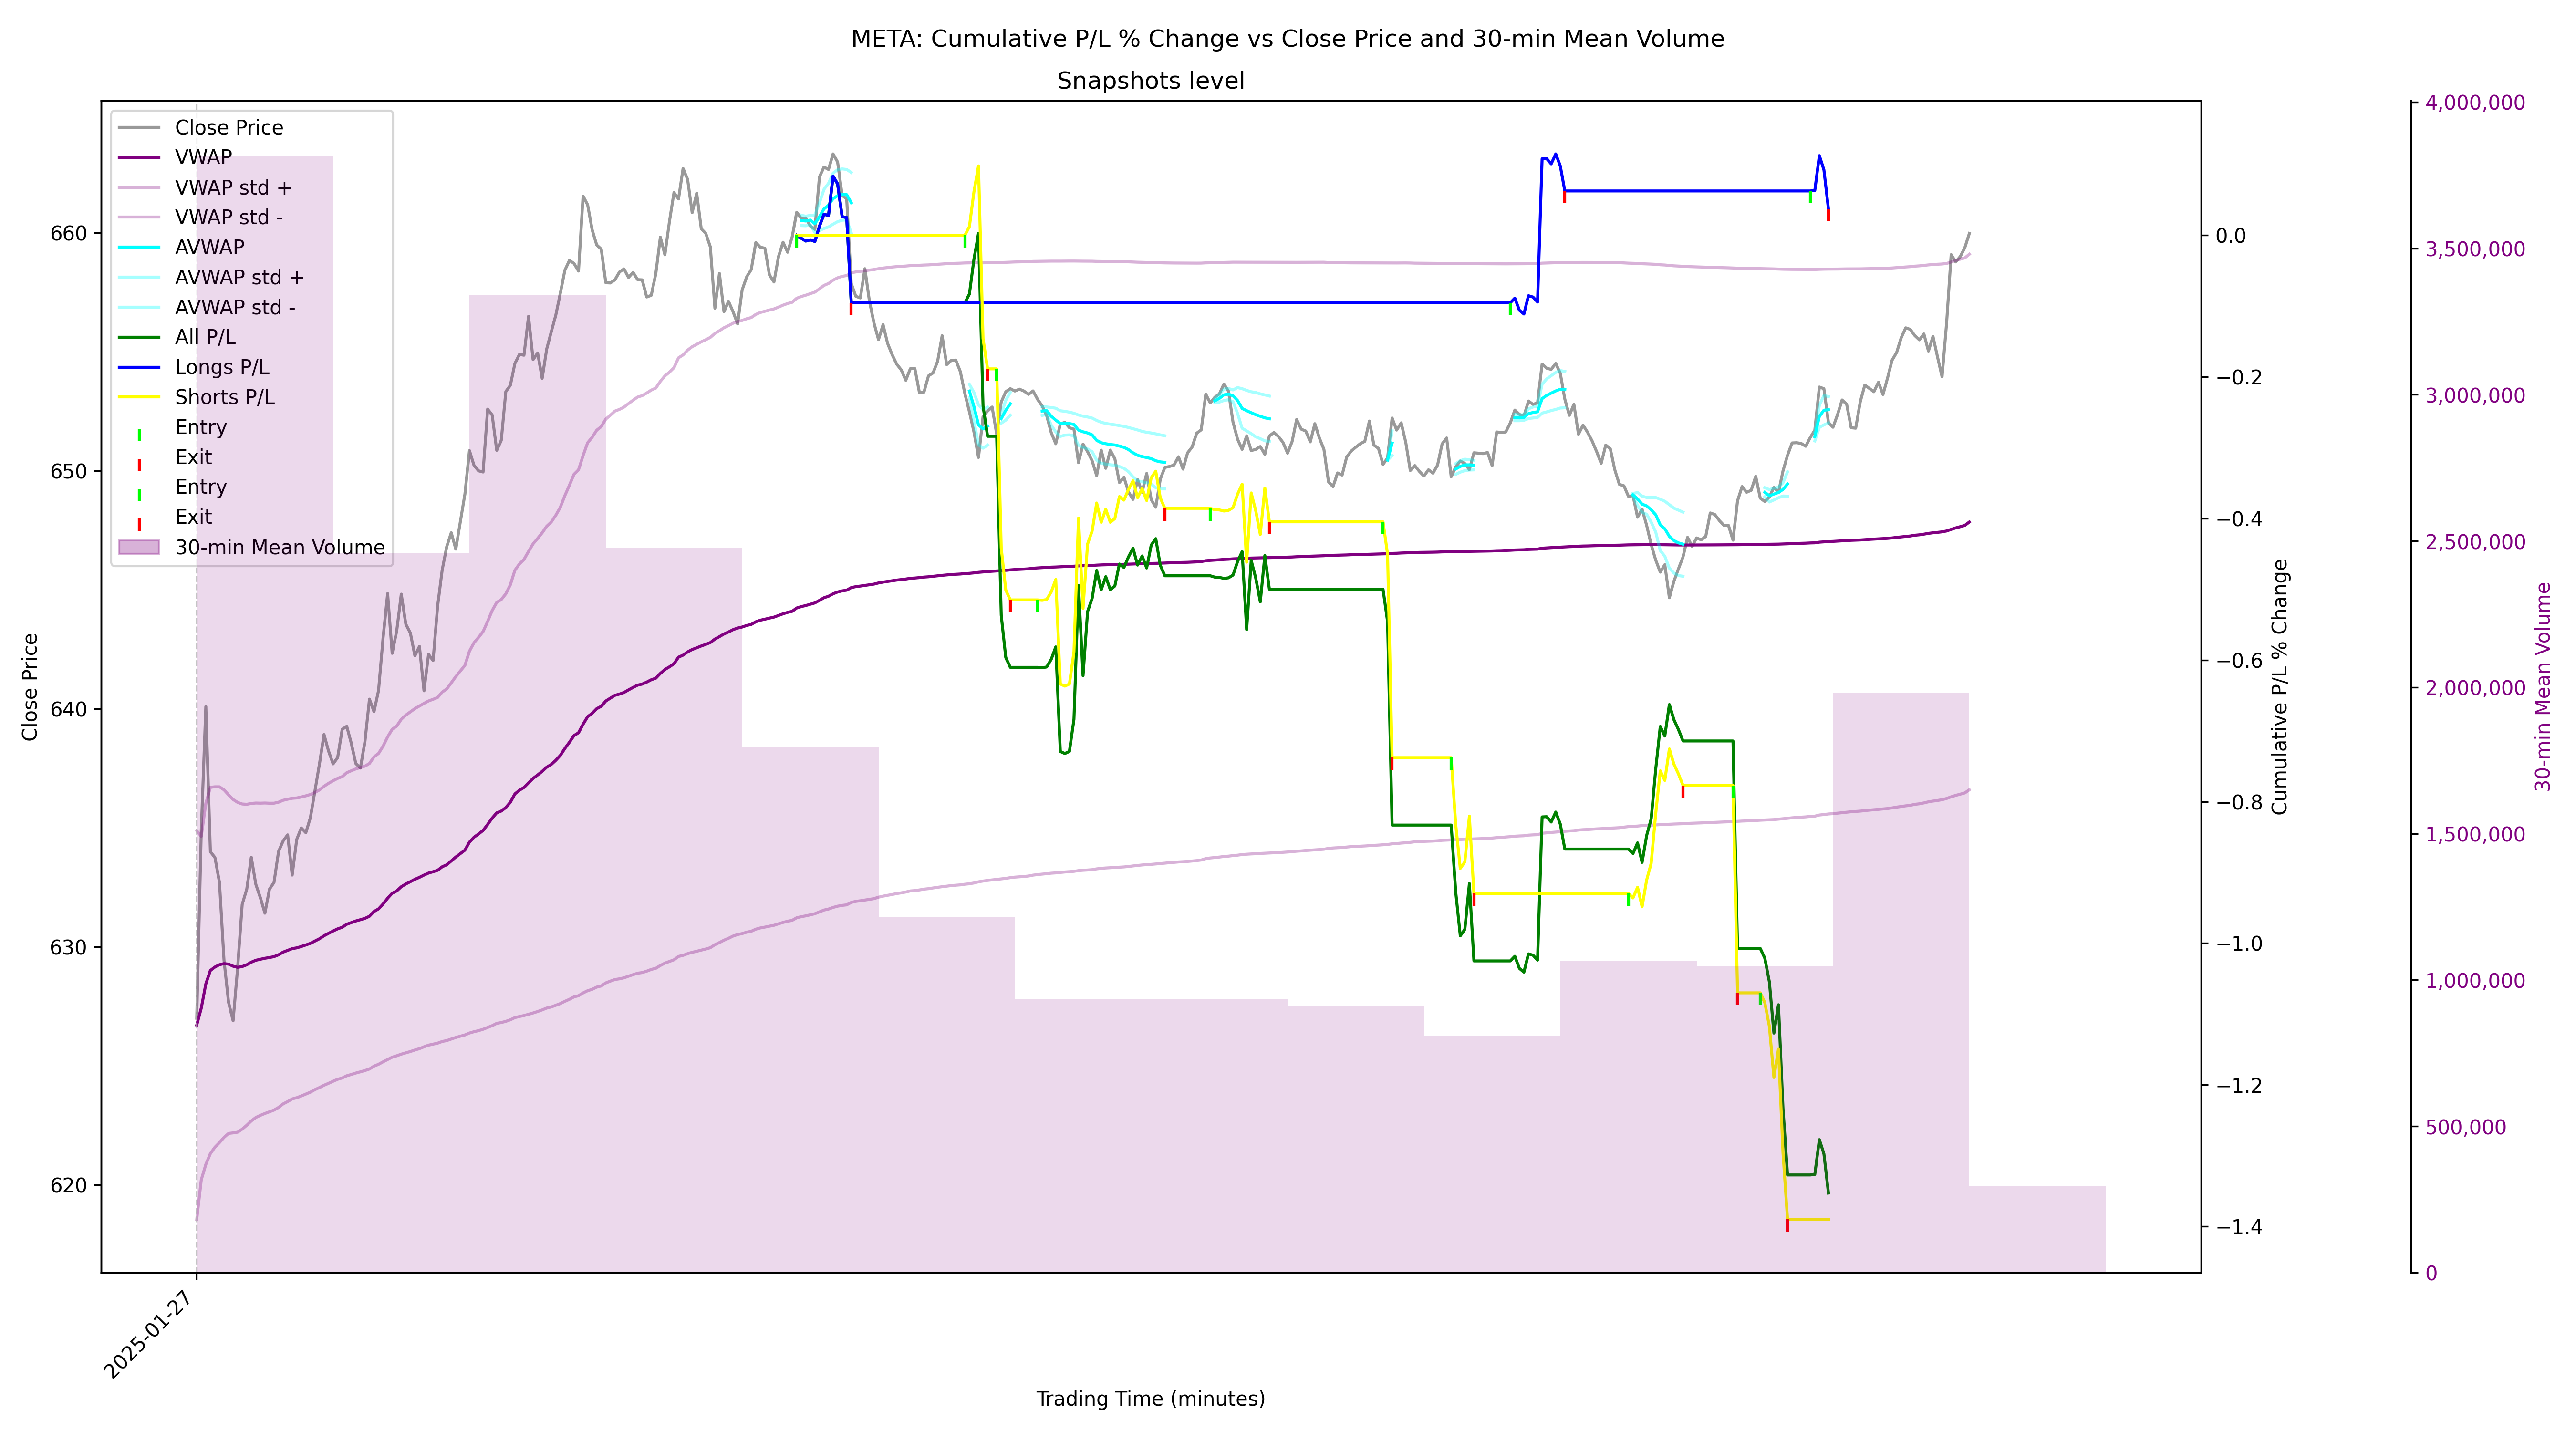 META: Cumulative P/L % Change vs Close Price and 30-min Mean Volume
Snapshots level
Close Price
VWAP
VWAP std +
VWAP std -
AVWAP
AVWAP std +
AVWAP std -
All P/L
Longs P/L
Shorts P/L
Entry
Exit
Entry
Exit
30-min Mean Volume
660
650
640
630
620
Close Price
0.0
−0.2
−0.4
−0.6
−0.8
−1.0
−1.2
−1.4
Cumulative P/L % Change
4,000,000
3,500,000
3,000,000
2,500,000
2,000,000
1,500,000
1,000,000
500,000
0
30-min Mean Volume
2025-01-27
Trading Time (minutes)